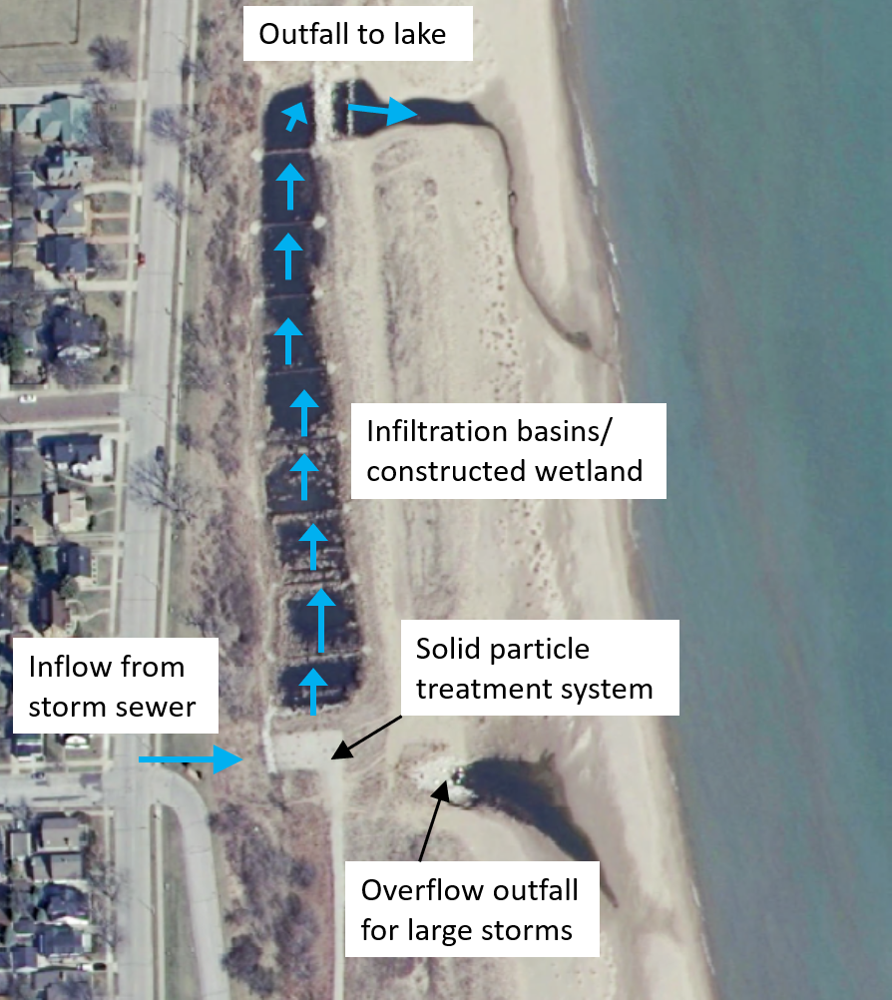 Outfall to lake
Infiltration basins/
constructed wetland
Solid particle
treatment system
Inflow from
storm sewer
Overflow outfall
for large storms